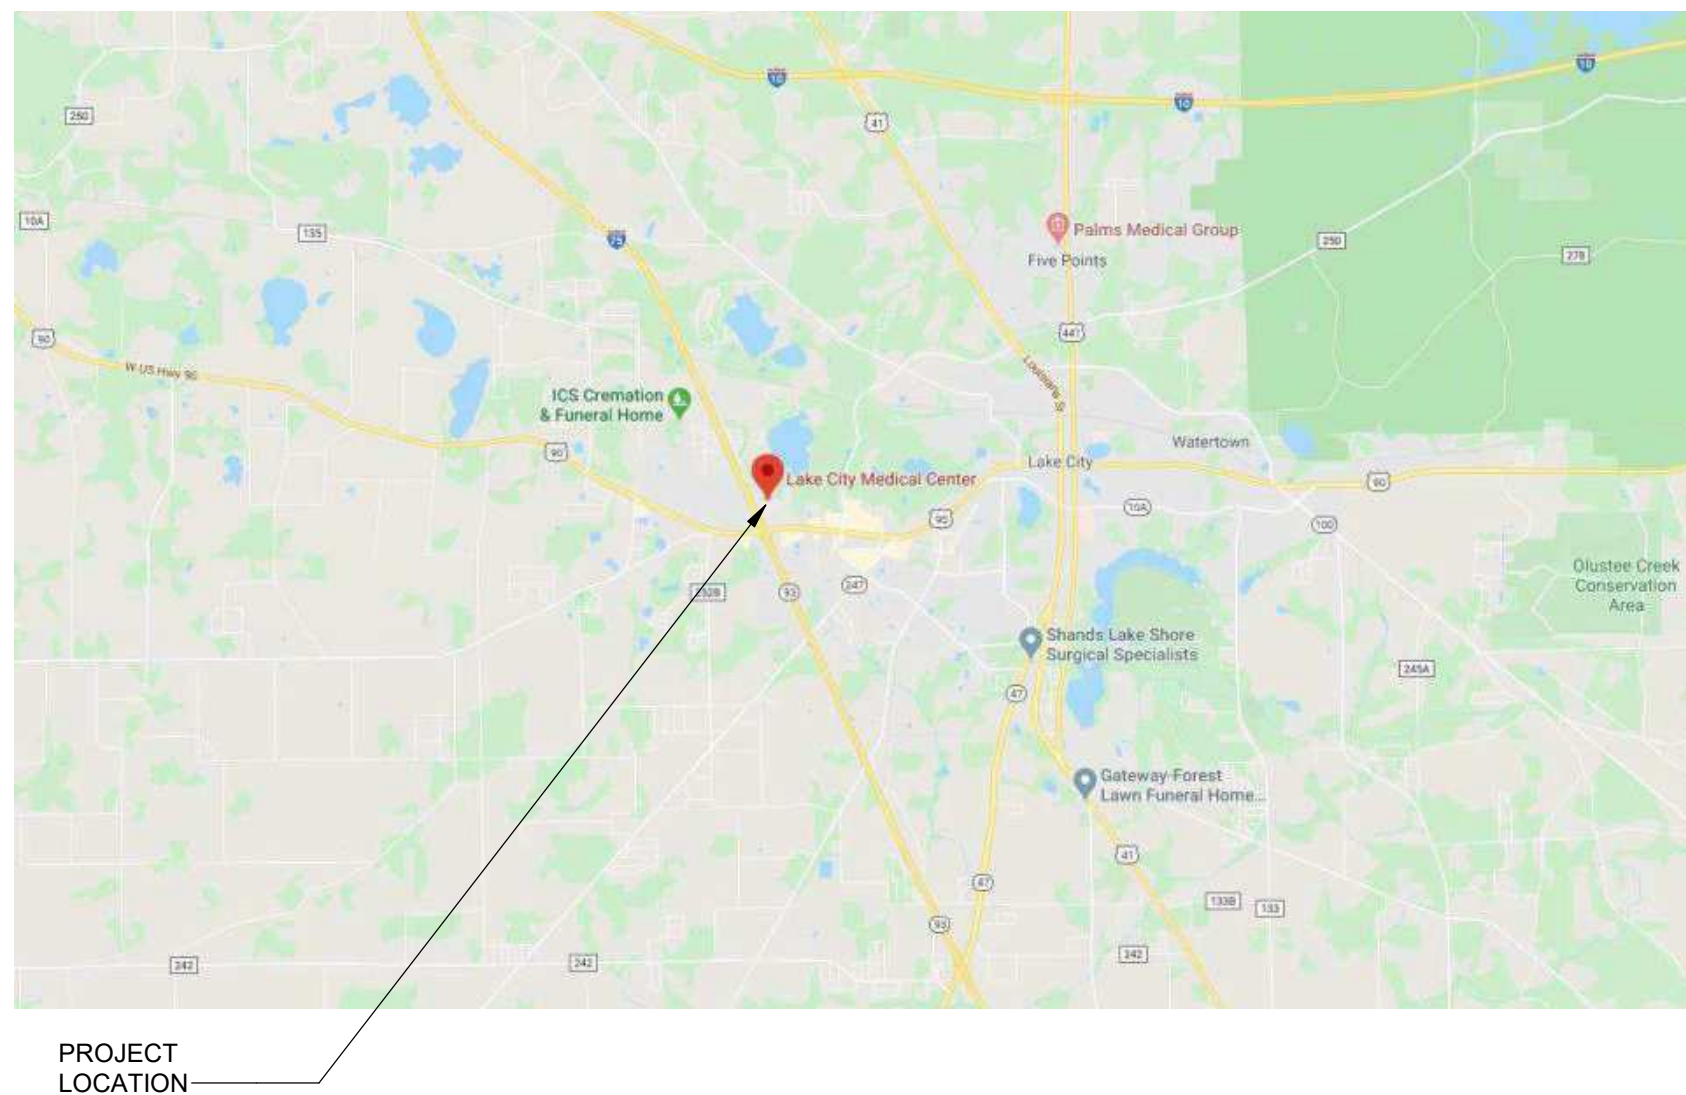 10
10
41
250
10A
135
75
Palms Medical Group
Five Points
250
278
90
W US Hwy 90
441
Louisiana St
ICS Cremation
& Funeral Home
Watertown
90
Lake City
Lake City Medical Center
90
90
10A
100
252B
93
247
Olustee Creek
Conservation
Area
Shands Lake Shore
Surgical Specialists
245A
47
Gateway-Forest
Lawn Funeral Home...
41
47
133B
133
93
242
242
242
PROJECT
LOCATION